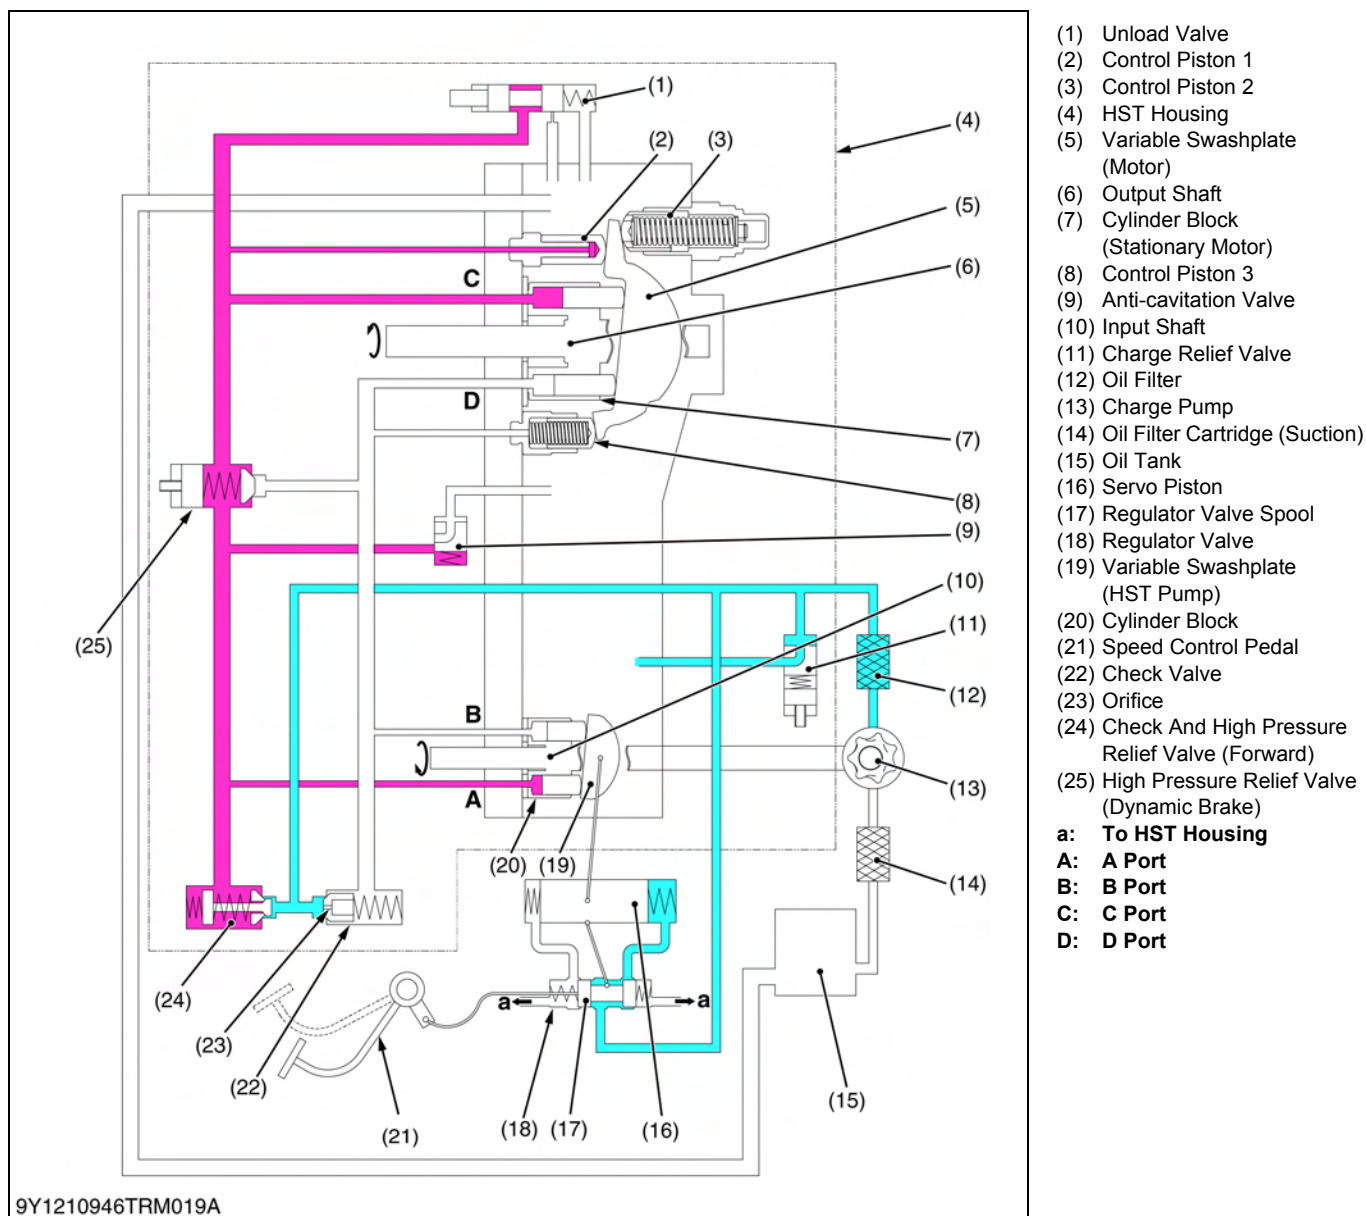 (1)
(2)
(3)
(4)
(5)
C
(6)
D
(7)
(8)
(9)
(10)
(25)
(11)
B
(12)
A
(13)
(20)
(19)
(14)
(24)
a
a
(23)
(22)
(21)
(18)
(17)
(16)
(15)
9Y1210946TRM019A
(1) Unload Valve
(2) Control Piston 1
(3) Control Piston 2
(4) HST Housing
(5) Variable Swashplate
(Motor)
(6) Output Shaft
(7) Cylinder Block
(Stationary Motor)
(8) Control Piston 3
(9) Anti-cavitation Valve
(10) Input Shaft
(11) Charge Relief Valve
(12) Oil Filter
(13) Charge Pump
(14) Oil Filter Cartridge (Suction)
(15) Oil Tank
(16) Servo Piston
(17) Regulator Valve Spool
(18) Regulator Valve
(19) Variable Swashplate
(HST Pump)
(20) Cylinder Block
(21) Speed Control Pedal
(22) Check Valve
(23) Orifice
(24) Check And High Pressure
Relief Valve (Forward)
(25) High Pressure Relief Valve
(Dynamic Brake)
a: To HST Housing
A: A Port
B: B Port
C: C Port
D: D Port